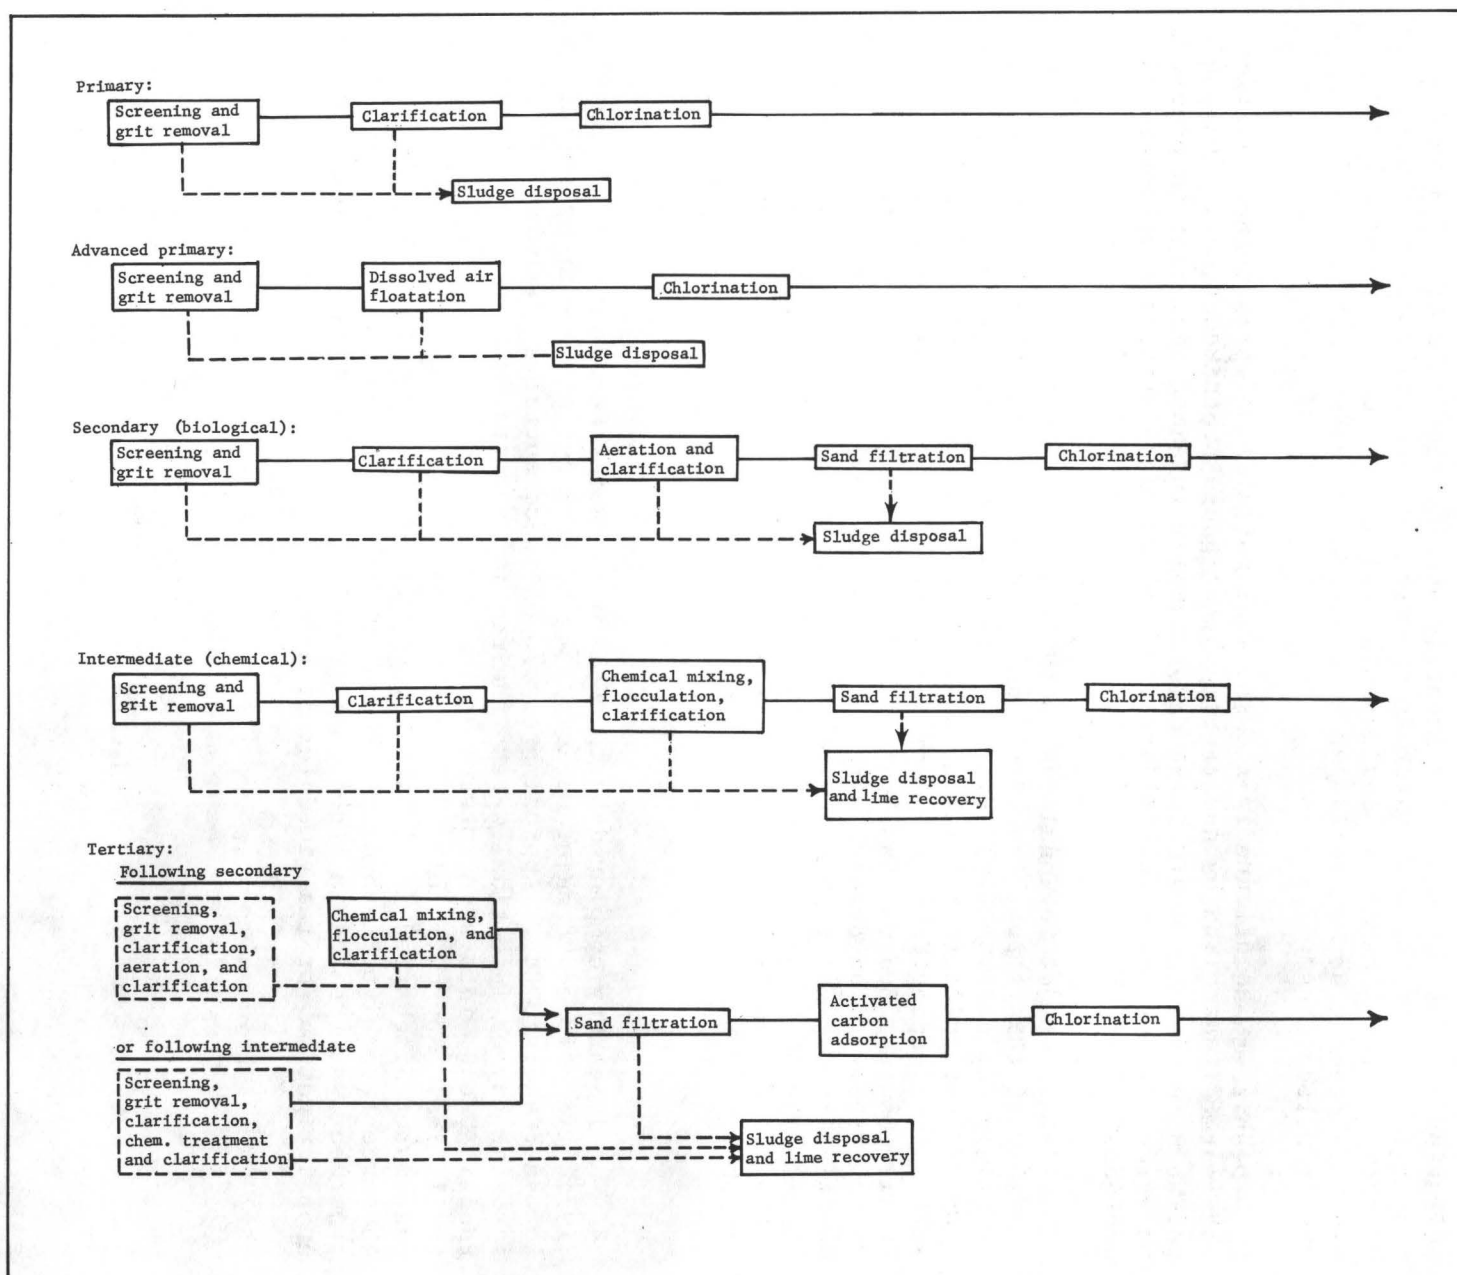 Primary:
Screening and
grit removal
Clarification
Chlorination
Sludge disposal
Advanced primary:
Screening and
grit removal
Dissolved air
floatation
Chlorination
Sludge disposal
Secondary (biological):
Screening and
grit removal
Clarification
Aeration and
clarification
Sand filtration
Chlorination
Sludge disposal
Intermediate (chemical):
Screening and
grit removal
Clarification
Chemical mixing,
flocculation,
clarification
Sand filtration
Chlorination
Sludge disposal
and lime recovery
Tertiary:
Following secondary
Screening,
grit removal,
clarification,
aeration, and
clarification
Chemical mixing,
flocculation, and
clarification
Sand filtration
Activated
carbon
adsorption
Chlorination
or following intermediate
Screening,
grit removal,
clarification,
chem. treatment
and clarification
Sludge disposal
and lime recovery